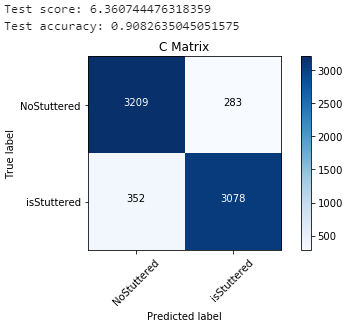 Test score: 6.360744476318359
Test accuracy: 0.9082635045051575
C Matrix
NoStuttered
isStuttered
True label
3209
283
352
3078
NoStuttered
isStuttered
Predicted label
3000
2500
2000
1500
1000
500